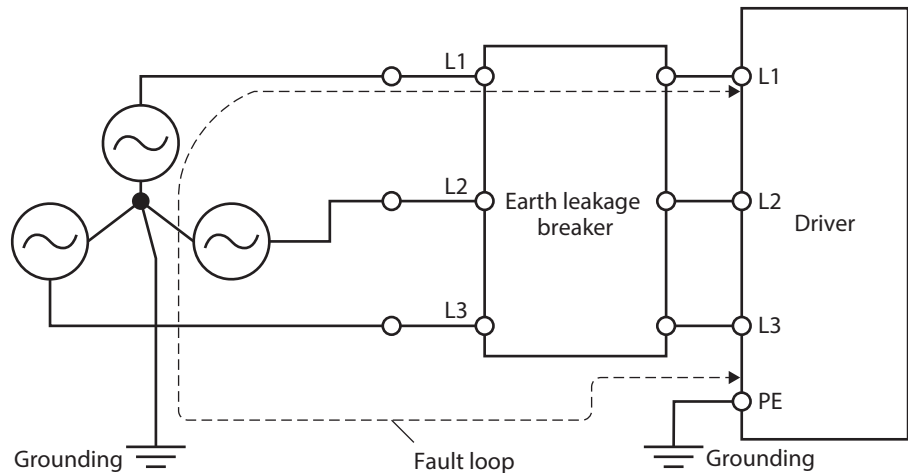 L1
L1
L2
Earth leakage
breaker
L2
Driver
L3
L3
PE
Grounding
Fault loop
Grounding